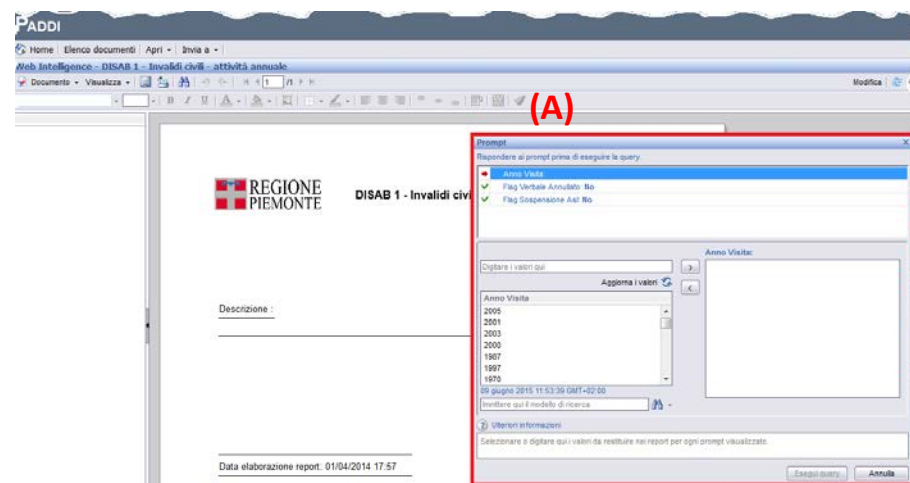 PADDI
Home Elenco documenti Apri Invia a
Web Intelligence - DISAB 1 - Invalidi civili - attività annuale
Documento Visualizza 1 /1 Modifica
(A)
Prompt X
Rispondere ai prompt prima di eseguire la query.
Anno Visita:
Flag Verbale Annullato: No
Flag Sospensione Asl: No
REGIONE
PIEMONTE
DISAB 1 - Invalidi civi
Anno Visita:
Digitare i valori qui
Aggiorna i valori
Anno Visita
2005
2001
2003
2000
1987
1997
1970
09 giugno 2015 11:53:39 GMT+02:00
Immettere qui il modello di ricerca
Descrizione :
Ulteriori informazioni
Selezionare o digitare qui i valori da restituire nei report per ogni prompt visualizzato.
Data elaborazione report: 01/04/2014 17:57
Esegui query Annulla